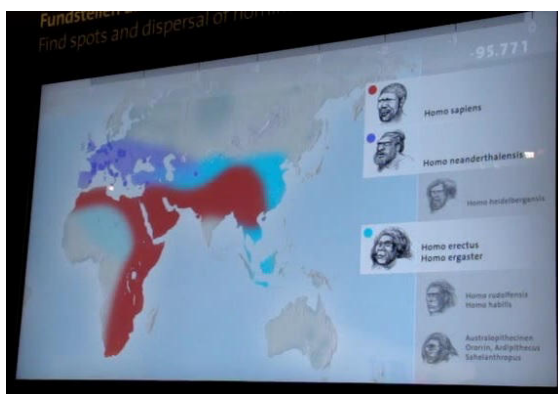 Fundstellen
Find spots and dispersal of
-95.771
Homo sapiens
Homo neanderthalensis
Homo heidelbergensis
Homo erectus
Homo ergaster
Homo rudolfensis
Homo habilis
Australopithecinen
Orrorin, Ardipithecus
Sahelanthropus